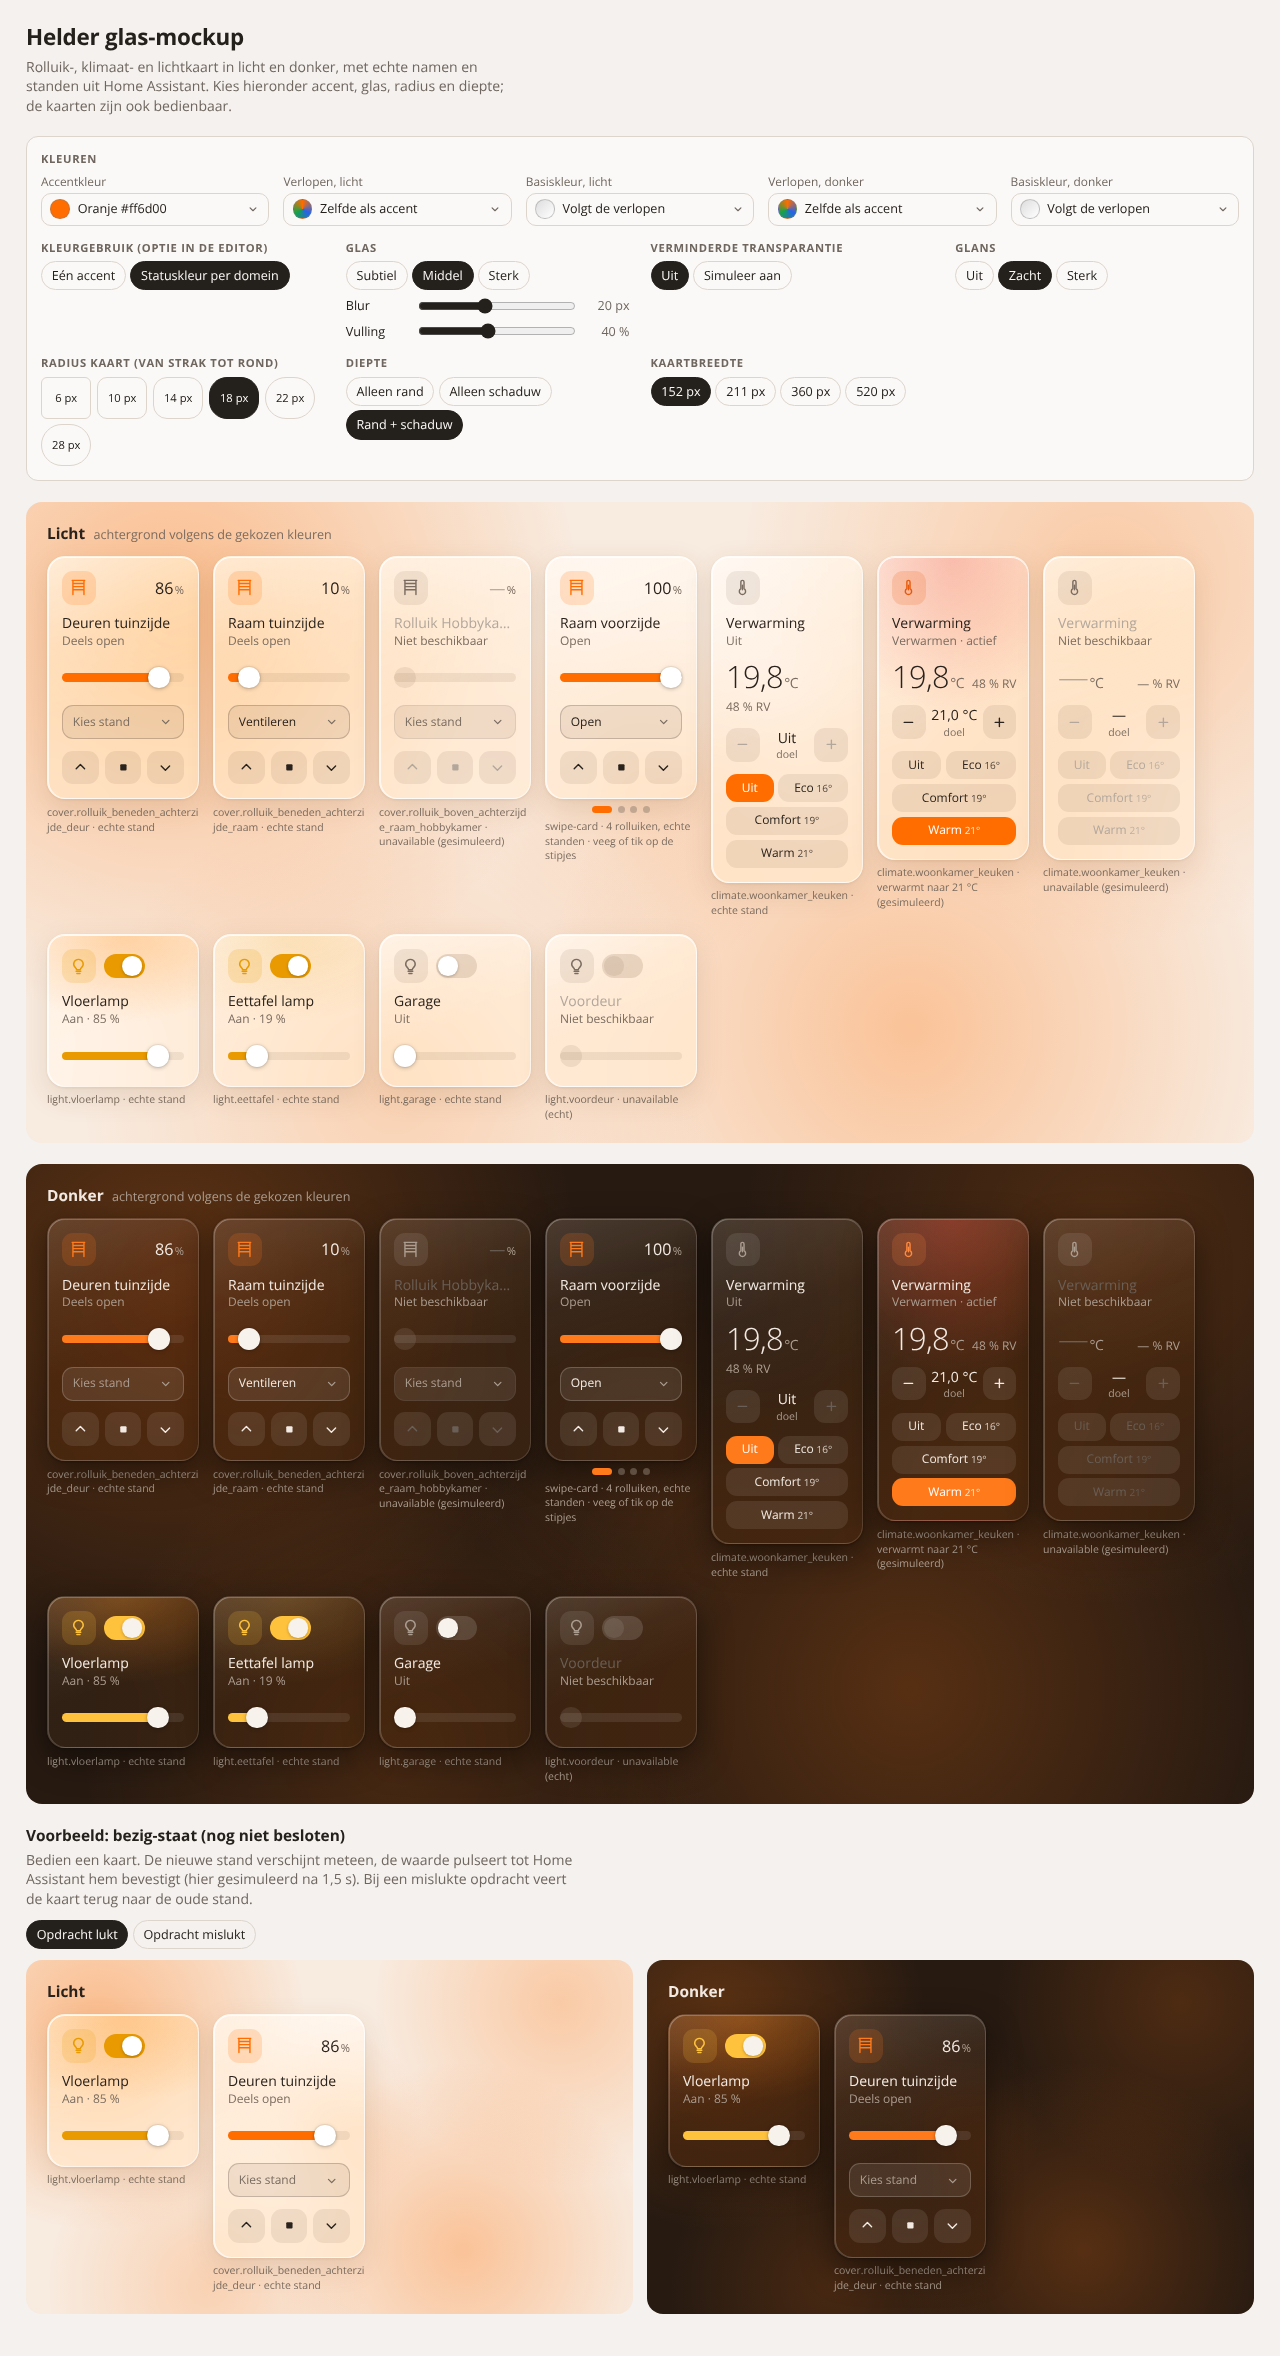 Helder glas-mockup
Rolluik-, klimaat- en lichtkaart in licht en donker, met echte namen en
standen uit Home Assistant. Kies hieronder accent, glas, radius en diepte;
de kaarten zijn ook bedienbaar.
KLEUREN
Accentkleur
Verlopen, licht
Basiskleur, licht
Verlopen, donker
Basiskleur, donker
Oranje #ff6d00
Zelfde als accent
Volgt de verlopen
Zelfde als accent
Volgt de verlopen
KLEURGEBRUIK (OPTIE IN DE EDITOR)
Eén accent Statuskleur per domein
GLAS
Subtiel Middel Sterk
Blur 20 px
Vulling 40 %
VERMINDERDE TRANSPARANTIE
Uit Simuleer aan
GLANS
Uit Zacht Sterk
RADIUS KAART (VAN STRAK TOT ROND)
6 px 10 px 14 px 18 px 22 px
28 px
DIEPTE
Alleen rand Alleen schaduw
Rand + schaduw
KAARTBREEDTE
152 px 211 px 360 px 520 px
Licht achtergrond volgens de gekozen kleuren
86%
Deuren tuinzijde
Deels open
Kies stand
cover.rolluik_beneden_achterzi
jde_deur · echte stand
10%
Raam tuinzijde
Deels open
Ventileren
cover.rolluik_beneden_achterzi
jde_raam · echte stand
—%
Rolluik Hobbyka...
Niet beschikbaar
Kies stand
cover.rolluik_boven_achterzijd
e_raam_hobbykamer ·
unavailable (gesimuleerd)
100%
Raam voorzijde
Open
Open
swipe-card · 4 rolluiken, echte
standen · veeg of tik op de
stipjes
Verwarming
Uit
19,8°C
48 % RV
− Uit +
doel
Uit Eco 16°
Comfort 19°
Warm 21°
climate.woonkamer_keuken ·
echte stand
Verwarming
Verwarmen · actief
19,8°C 48 % RV
− 21,0 °C +
doel
Uit Eco 16°
Comfort 19°
Warm 21°
climate.woonkamer_keuken ·
verwarmt naar 21 °C
(gesimuleerd)
Verwarming
Niet beschikbaar
—°C — % RV
− — +
doel
Uit Eco 16°
Comfort 19°
Warm 21°
climate.woonkamer_keuken ·
unavailable (gesimuleerd)
Vloerlamp
Aan · 85 %
light.vloerlamp · echte stand
Eettafel lamp
Aan · 19 %
light.eettafel · echte stand
Garage
Uit
light.garage · echte stand
Voordeur
Niet beschikbaar
light.voordeur · unavailable
(echt)
Donker achtergrond volgens de gekozen kleuren
86%
Deuren tuinzijde
Deels open
Kies stand
cover.rolluik_beneden_achterzi
jde_deur · echte stand
10%
Raam tuinzijde
Deels open
Ventileren
cover.rolluik_beneden_achterzi
jde_raam · echte stand
—%
Rolluik Hobbyka...
Niet beschikbaar
Kies stand
cover.rolluik_boven_achterzijd
e_raam_hobbykamer ·
unavailable (gesimuleerd)
100%
Raam voorzijde
Open
Open
swipe-card · 4 rolluiken, echte
standen · veeg of tik op de
stipjes
Verwarming
Uit
19,8°C
48 % RV
− Uit +
doel
Uit Eco 16°
Comfort 19°
Warm 21°
climate.woonkamer_keuken ·
echte stand
Verwarming
Verwarmen · actief
19,8°C 48 % RV
− 21,0 °C +
doel
Uit Eco 16°
Comfort 19°
Warm 21°
climate.woonkamer_keuken ·
verwarmt naar 21 °C
(gesimuleerd)
Verwarming
Niet beschikbaar
—°C — % RV
− — +
doel
Uit Eco 16°
Comfort 19°
Warm 21°
climate.woonkamer_keuken ·
unavailable (gesimuleerd)
Vloerlamp
Aan · 85 %
light.vloerlamp · echte stand
Eettafel lamp
Aan · 19 %
light.eettafel · echte stand
Garage
Uit
light.garage · echte stand
Voordeur
Niet beschikbaar
light.voordeur · unavailable
(echt)
Voorbeeld: bezig-staat (nog niet besloten)
Bedien een kaart. De nieuwe stand verschijnt meteen, de waarde pulseert tot Home
Assistant hem bevestigt (hier gesimuleerd na 1,5 s). Bij een mislukte opdracht veert
de kaart terug naar de oude stand.
Opdracht lukt Opdracht mislukt
Licht
Vloerlamp
Aan · 85 %
light.vloerlamp · echte stand
86%
Deuren tuinzijde
Deels open
Kies stand
cover.rolluik_beneden_achterzi
jde_deur · echte stand
Donker
Vloerlamp
Aan · 85 %
light.vloerlamp · echte stand
86%
Deuren tuinzijde
Deels open
Kies stand
cover.rolluik_beneden_achterzi
jde_deur · echte stand